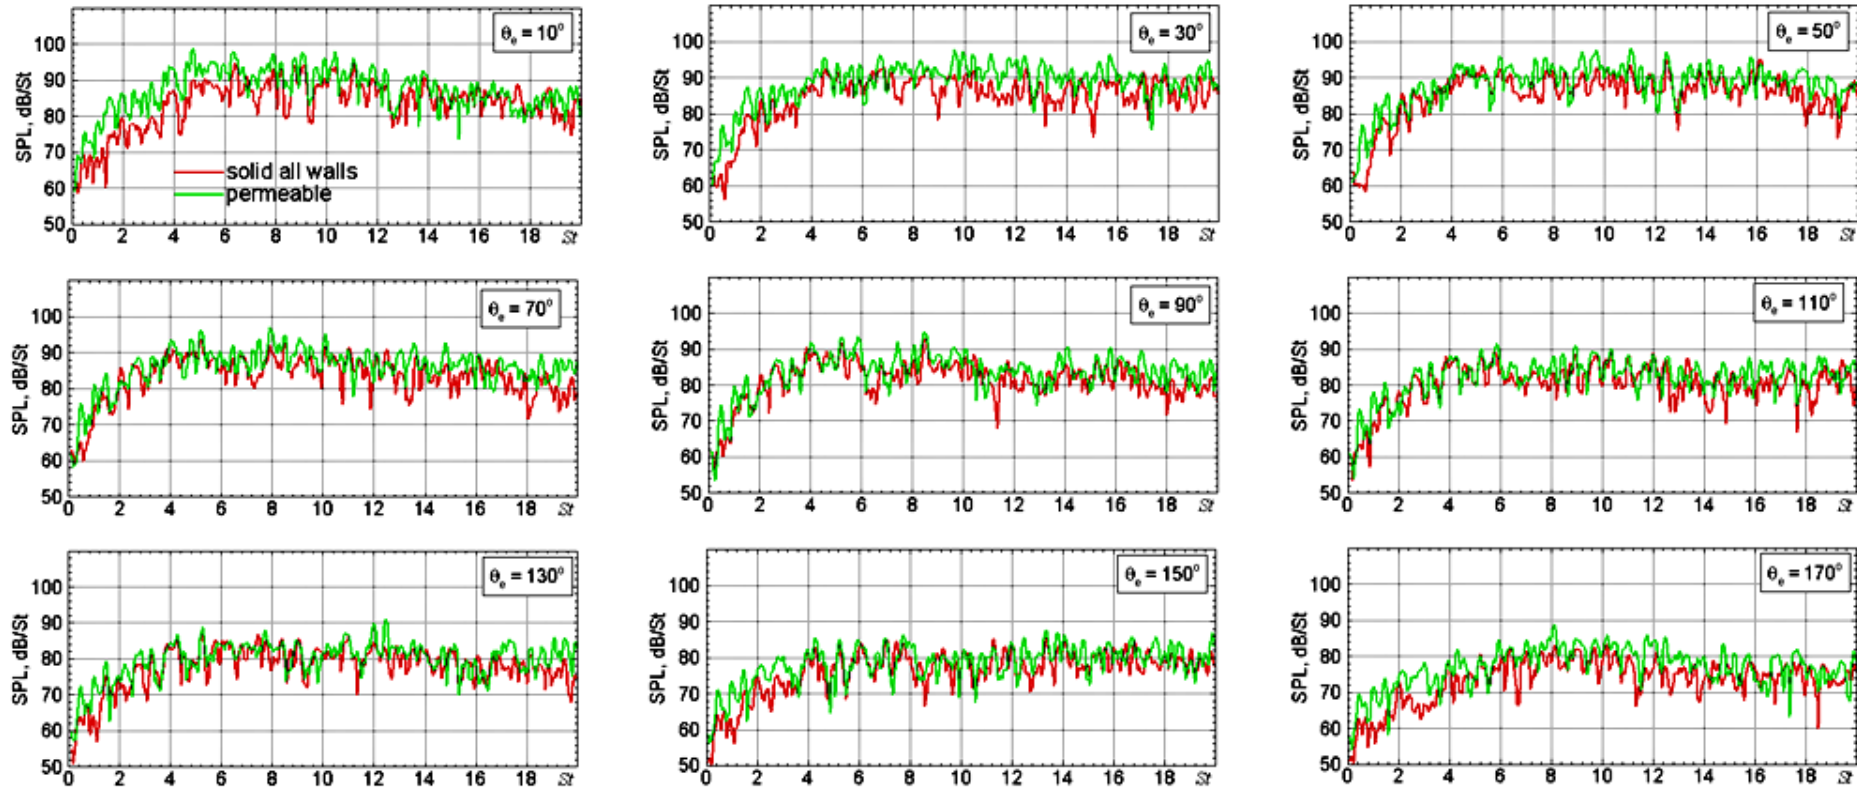 SPL, dB/St
100
90
80
70
60
50
θe = 10°
solid all walls
permeable
0 2 4 6 8 10 12 14 16 18 St
SPL, dB/St
100
90
80
70
60
50
θe = 30°
0 2 4 6 8 10 12 14 16 18 St
SPL, dB/St
100
90
80
70
60
50
θe = 50°
0 2 4 6 8 10 12 14 16 18 St
SPL, dB/St
100
90
80
70
60
50
θe = 70°
0 2 4 6 8 10 12 14 16 18 St
SPL, dB/St
100
90
80
70
60
50
θe = 90°
0 2 4 6 8 10 12 14 16 18 St
SPL, dB/St
100
90
80
70
60
50
θe = 110°
0 2 4 6 8 10 12 14 16 18 St
SPL, dB/St
100
90
80
70
60
50
θe = 130°
0 2 4 6 8 10 12 14 16 18 St
SPL, dB/St
100
90
80
70
60
50
θe = 150°
0 2 4 6 8 10 12 14 16 18 St
SPL, dB/St
100
90
80
70
60
50
θe = 170°
0 2 4 6 8 10 12 14 16 18 St